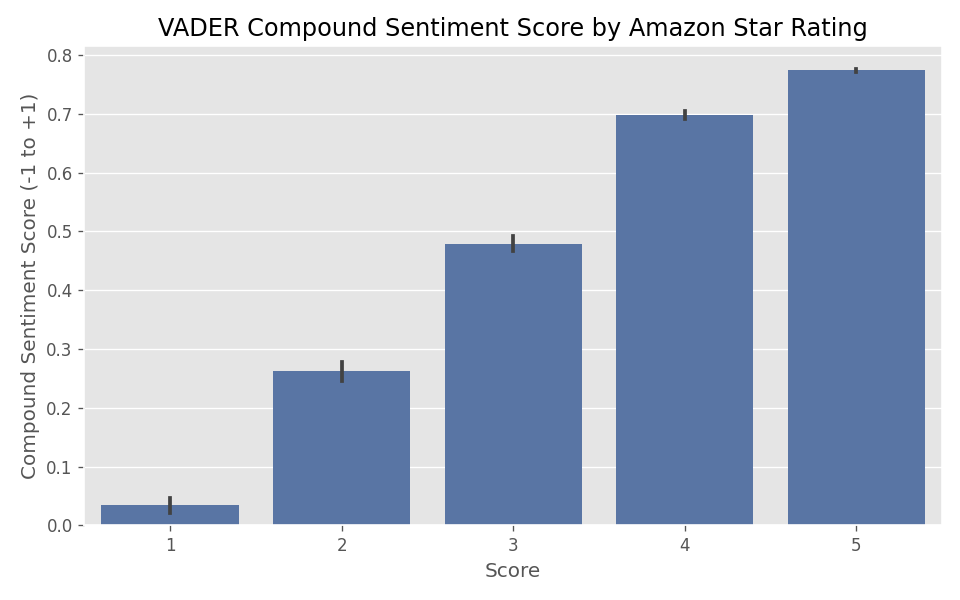 VADER Compound Sentiment Score by Amazon Star Rating
Compound Sentiment Score (-1 to +1)
0.8
0.7
0.6
0.5
0.4
0.3
0.2
0.1
0.0
1 2 3 4 5
Score